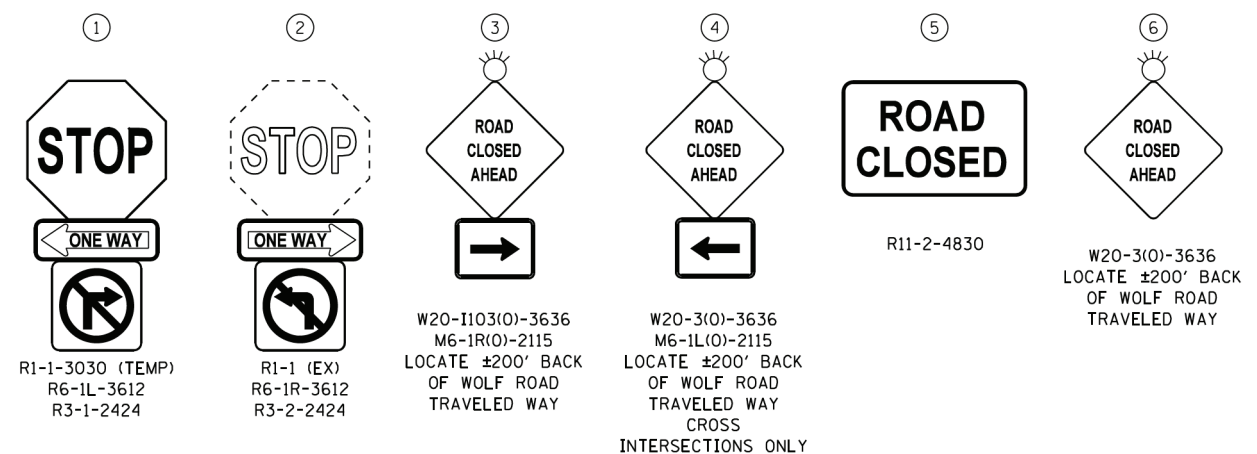 1
STOP
ONE WAY
R1-1-3030 (TEMP)
R6-1L-3612
R3-1-2424
2
STOP
ONE WAY
R1-1 (EX)
R6-1R-3612
R3-2-2424
3
ROAD
CLOSED
AHEAD
W20-I103(O)-3636
M6-1R(O)-2115
LOCATE ±200' BACK
OF WOLF ROAD
TRAVELED WAY
4
ROAD
CLOSED
AHEAD
W20-3(O)-3636
M6-1L(O)-2115
LOCATE ±200' BACK
OF WOLF ROAD
TRAVELED WAY
CROSS
INTERSECTIONS ONLY
5
ROAD
CLOSED
R11-2-4830
6
ROAD
CLOSED
AHEAD
W20-3(O)-3636
LOCATE ±200' BACK
OF WOLF ROAD
TRAVELED WAY